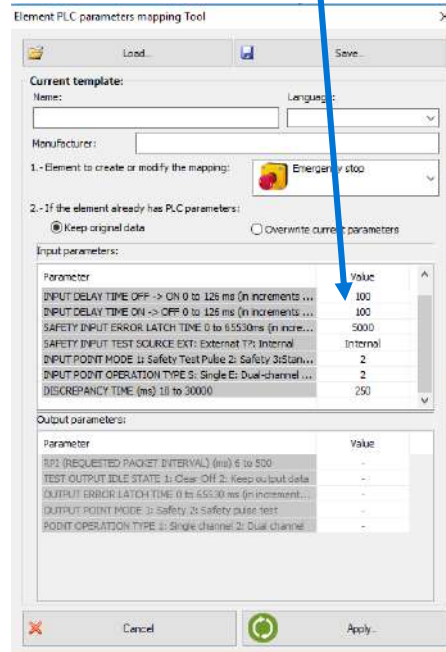 Element PLC parameters mapping Tool
Load...
Save...
Current template:
Name:
Language:
Manufacturer:
1.- Element to create or modify the mapping:
Emergency stop
2.- If the element already has PLC parameters:
Keep original data
Overwrite current parameters
Input parameters:
Parameter Value
INPUT DELAY TIME OFF -> ON 0 to 126 ms (in increments ... 100
INPUT DELAY TIME ON -> OFF 0 to 126 ms (in increments ... 100
SAFETY INPUT ERROR LATCH TIME 0 to 65530ms (in incre... 5000
SAFETY INPUT TEST SOURCE EXT: External T?: Internal Internal
INPUT POINT MODE 1: Safety Test Pulse 2: Safety 3:Stan... 2
INPUT POINT OPERATION TYPE S: Single E: Dual-channel ... 2
DISCREPANCY TIME (ms) 10 to 30000 250
Output parameters:
Parameter Value
RPI (REQUESTED PACKET INTERVAL) (ms) 6 to 500 -
TEST OUTPUT IDLE STATE 1: Clear Off 2: Keep output data -
OUTPUT ERROR LATCH TIME 0 to 65530 ms (in increment... -
OUTPUT POINT MODE 1: Safety 2: Safety pulse test -
POINT OPERATION TYPE 1: Single channel 2: Dual channel -
Cancel
Apply...